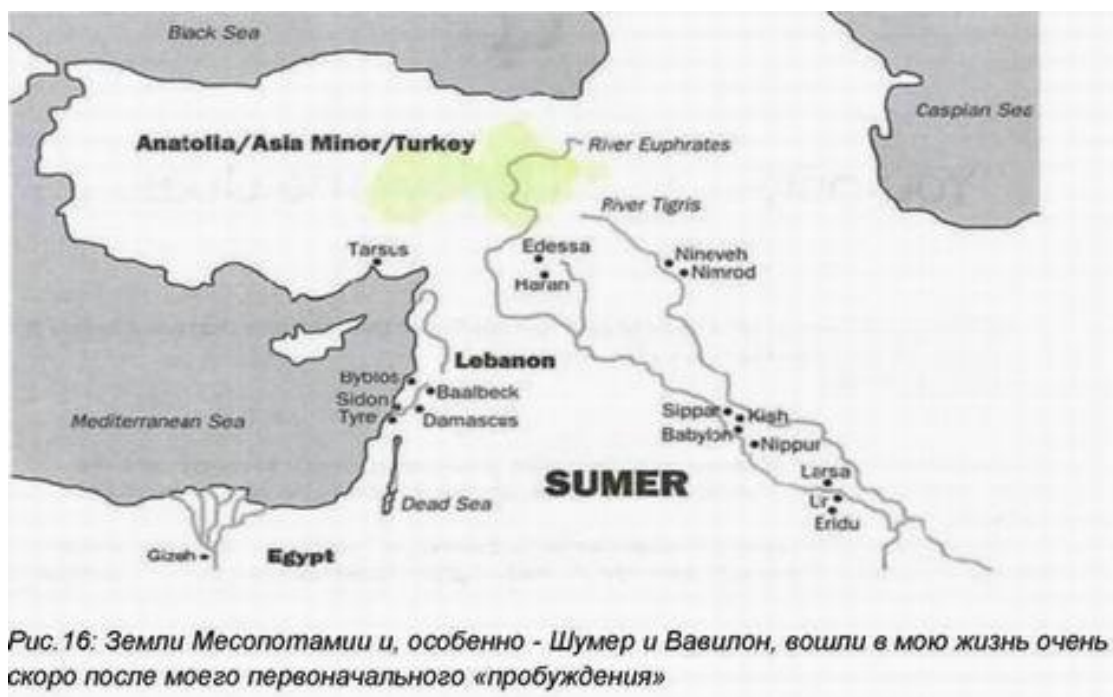 Black Sea
Caspian Sea
Anatolia/Asia Minor/Turkey
River Euphrates
River Tigris
Tarsus
Edessa
Haran
Nineveh
Nimrod
Lebanon
Byblos
Baalbeck
Sidon
Tyre
Damasces
Mediterranean Sea
Sippar
Kish
Babylon
Nippur
SUMER
Larsa
Ur
Eridu
Dead Sea
Gizeh
Egypt
Рис.16: Земли Месопотамии и, особенно - Шумер и Вавилон, вошли в мою жизнь очень
скоро после моего первоначального «пробуждения»